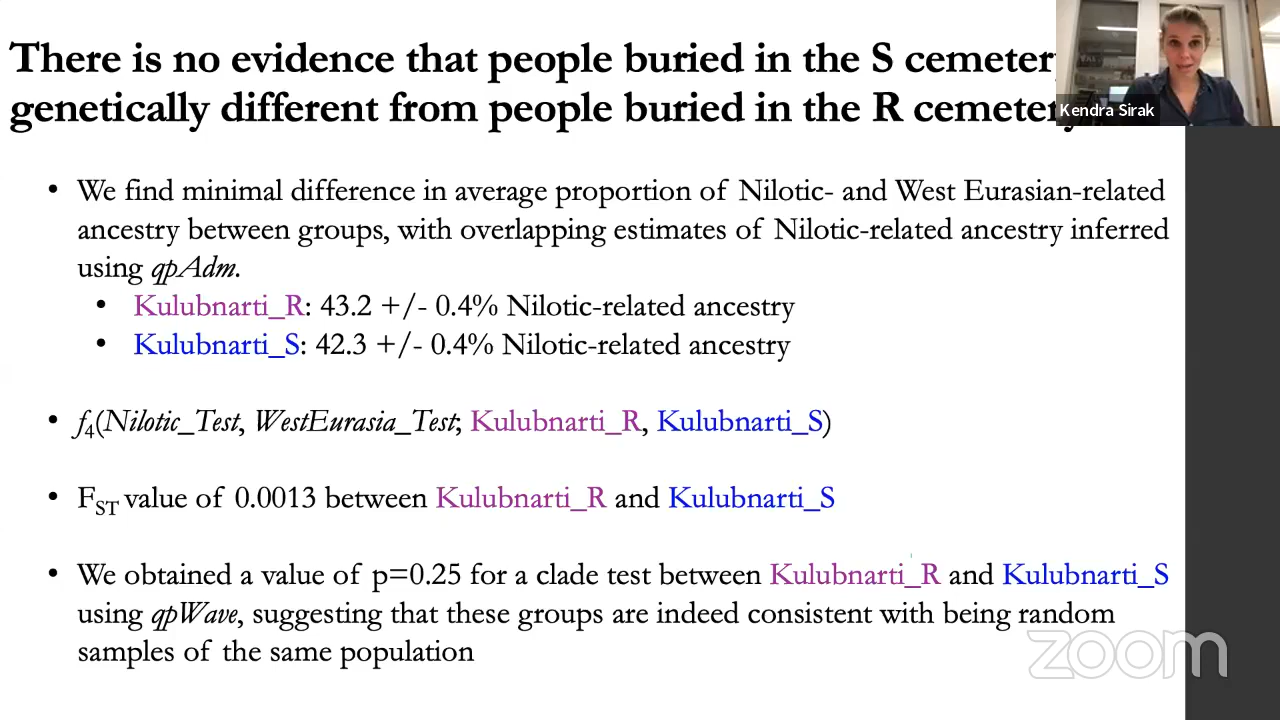 There is no evidence that people buried in the S cemetery
genetically different from people buried in the R cemetery
Kendra Sirak
• We find minimal difference in average proportion of Nilotic- and West Eurasian-related
ancestry between groups, with overlapping estimates of Nilotic-related ancestry inferred
using qpAdm.
• Kulubnarti_R: 43.2 +/- 0.4% Nilotic-related ancestry
• Kulubnarti_S: 42.3 +/- 0.4% Nilotic-related ancestry
• f4(Nilotic_Test, WestEurasia_Test; Kulubnarti_R, Kulubnarti_S)
• FST value of 0.0013 between Kulubnarti_R and Kulubnarti_S
• We obtained a value of p=0.25 for a clade test between Kulubnarti_R and Kulubnarti_S
using qpWave, suggesting that these groups are indeed consistent with being random
samples of the same population
zoom